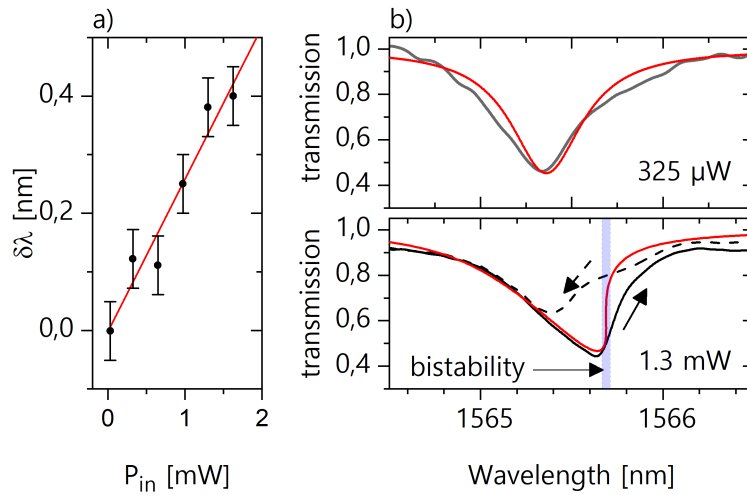 a)
δλ [nm]
0,4
0,2
0,0
0
1
2
P_in [mW]
b)
transmission
1,0
0,8
0,6
0,4
325 µW
transmission
1,0
0,8
0,6
0,4
bistability
1.3 mW
1565
1566
Wavelength [nm]